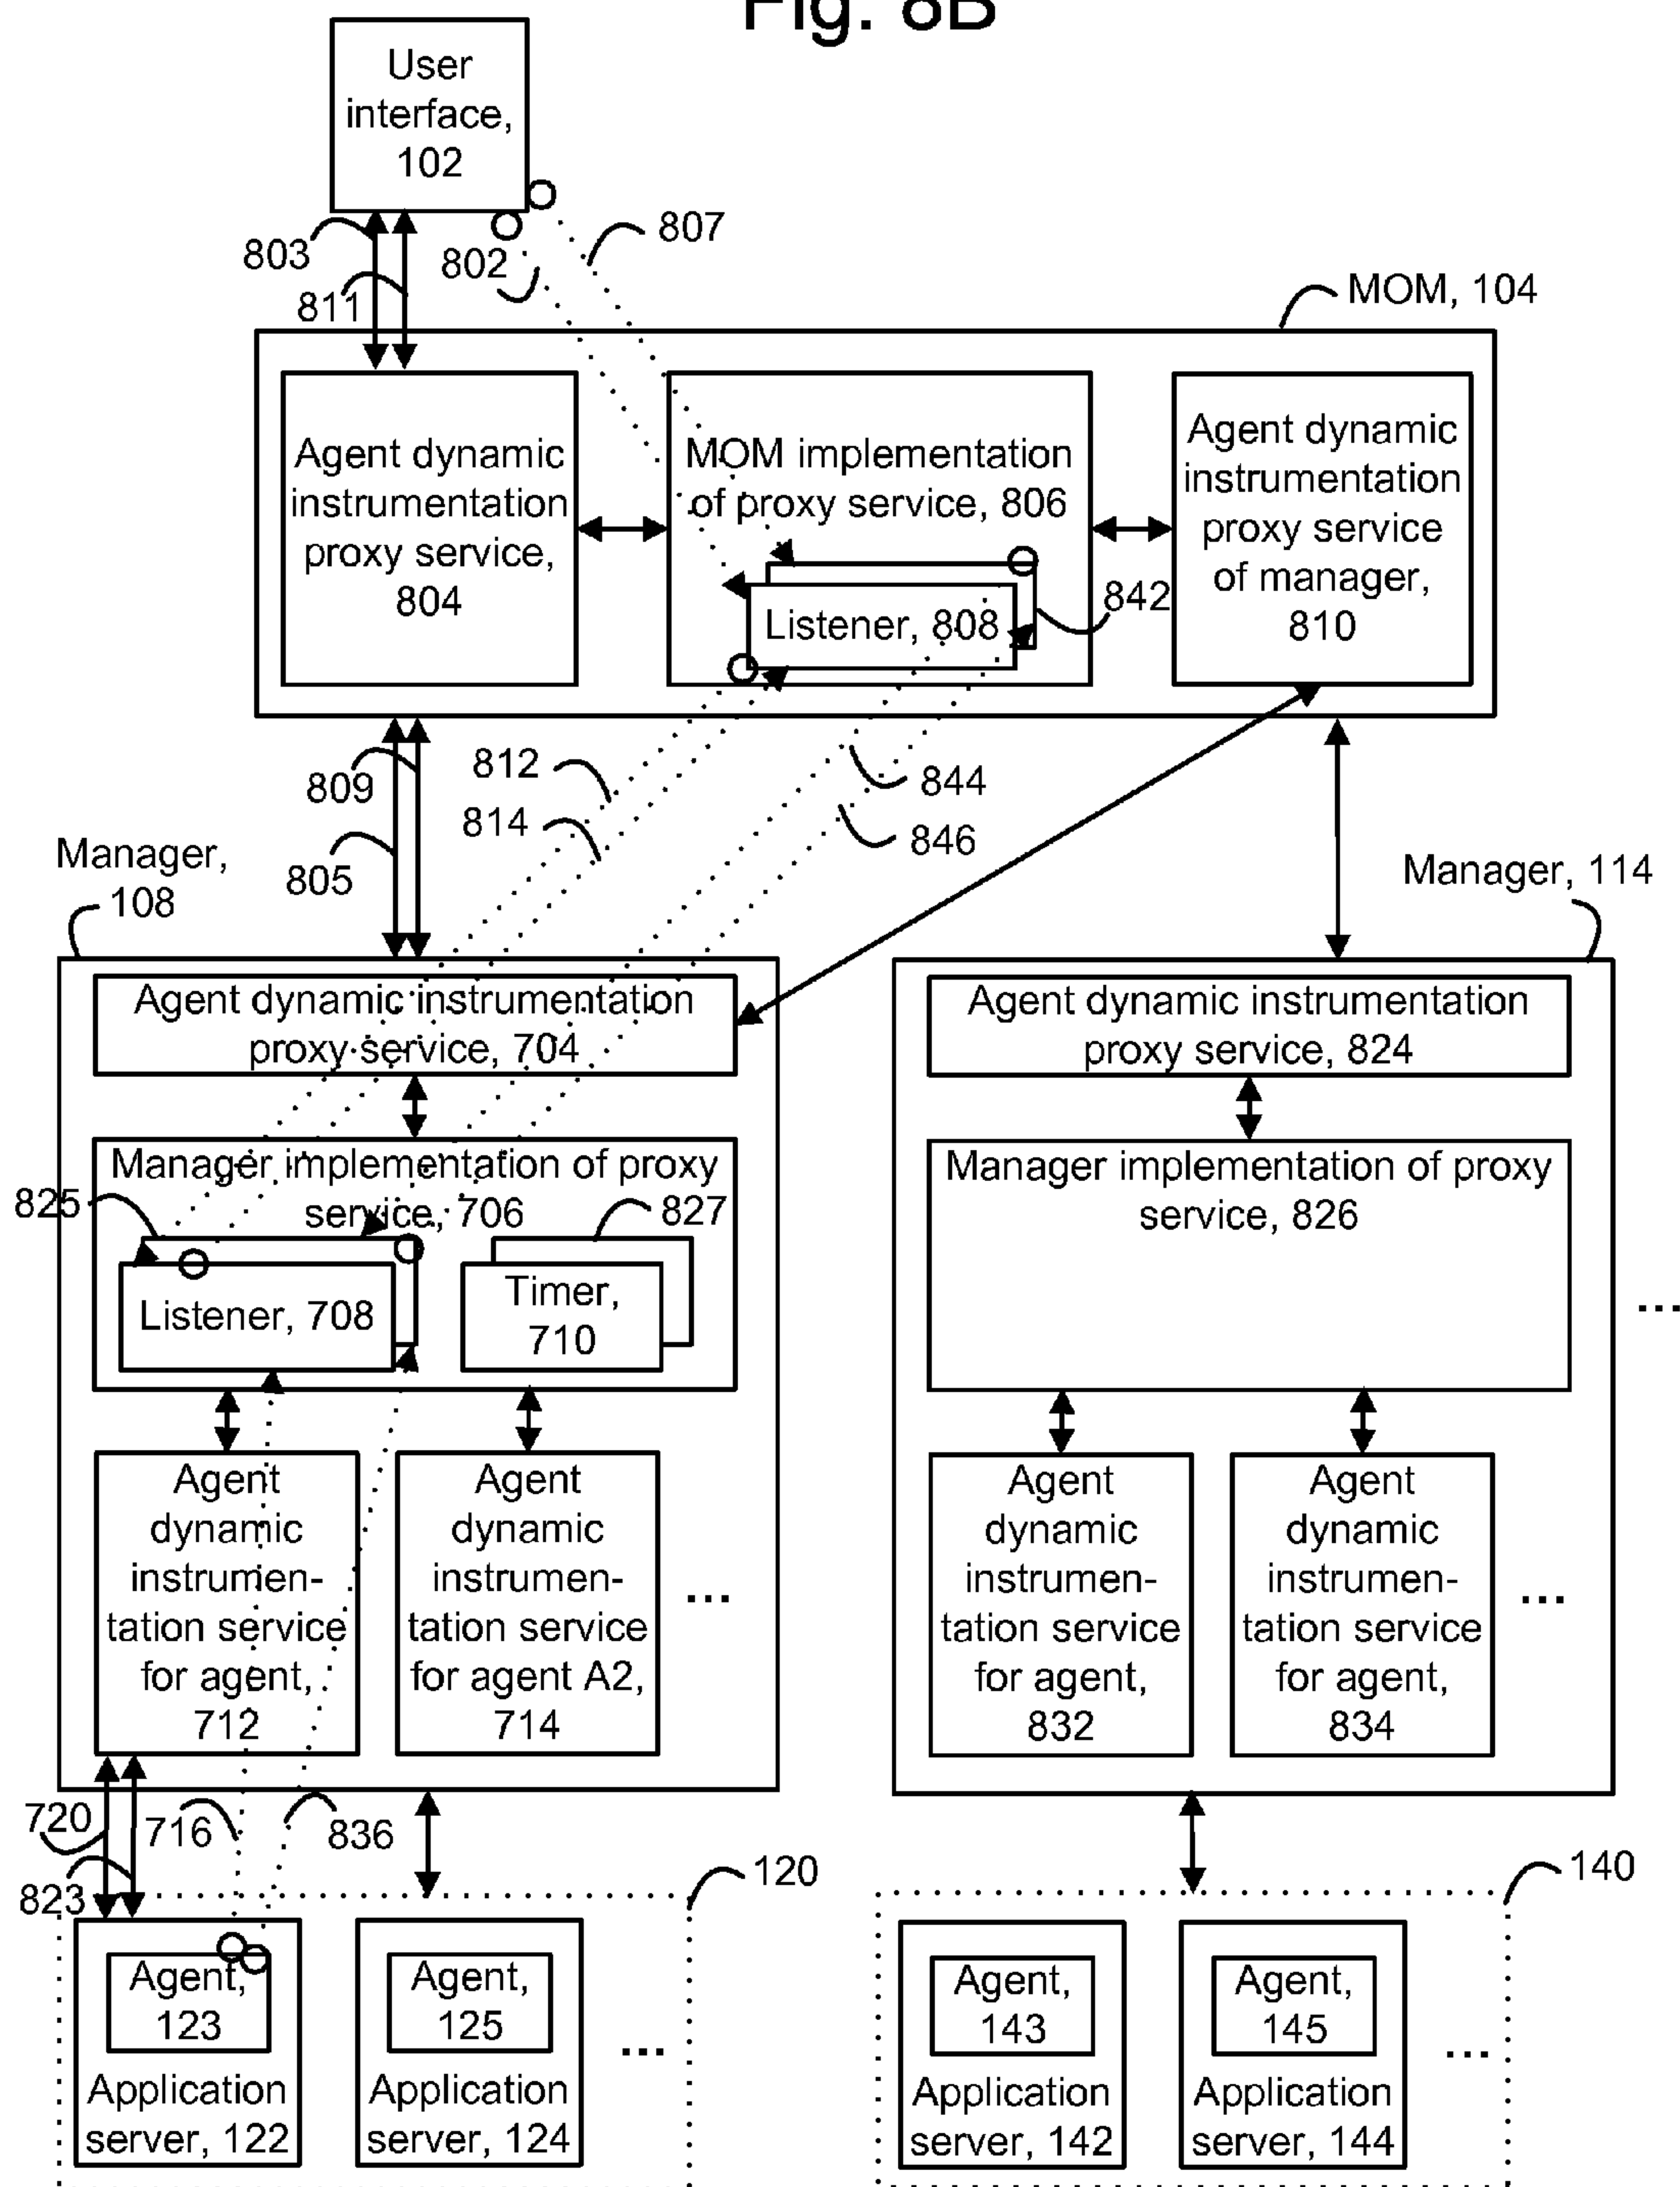 Fig. 8B
User
interface,
102
803
802
807
811
MOM, 104
Agent dynamic
instrumentation
proxy service,
804
MOM implementation
of proxy service, 806
Listener, 808
842
Agent dynamic
instrumentation
proxy service
of manager,
810
809
805
812
814
844
846
Manager,
108
Manager, 114
Agent dynamic instrumentation
proxy service, 704
Agent dynamic instrumentation
proxy service, 824
Manager implementation of proxy
service, 706
825
827
Listener, 708
Timer,
710
Manager implementation of proxy
service, 826
...
Agent
dynamic
instrumen-
tation service
for agent,
712
Agent
dynamic
instrumen-
tation service
for agent A2,
714
...
Agent
dynamic
instrumen-
tation service
for agent,
832
Agent
dynamic
instrumen-
tation service
for agent,
834
...
720
716
836
823
120
140
Agent,
123
Application
server, 122
Agent,
125
Application
server, 124
...
Agent,
143
Application
server, 142
Agent,
145
Application
server, 144
...